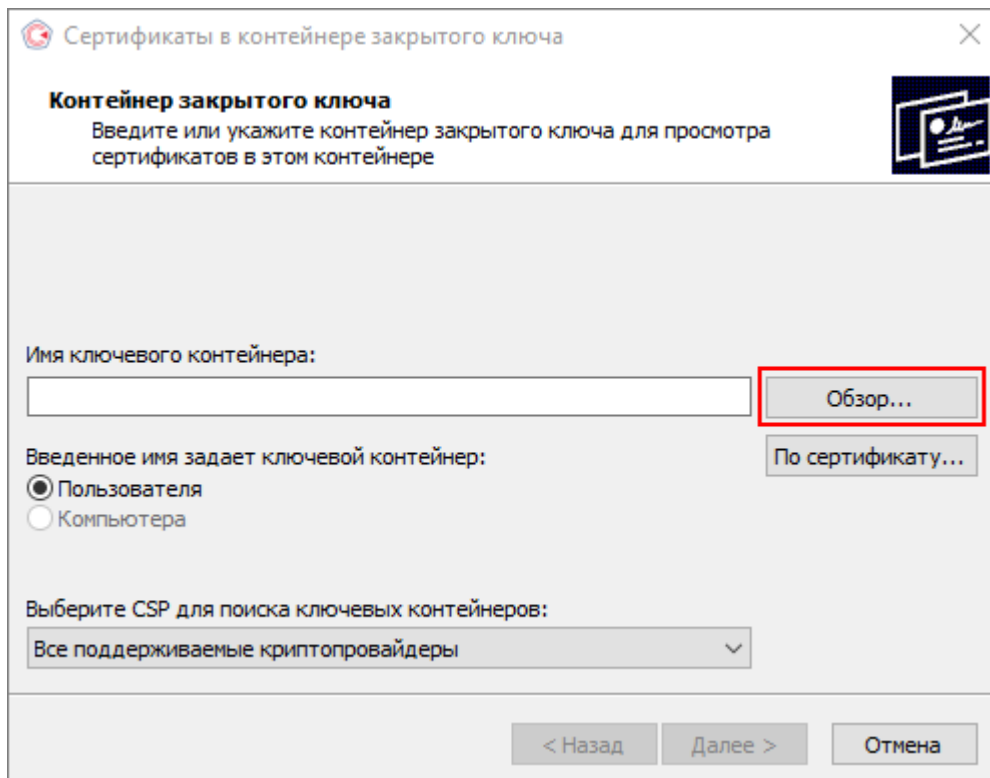 Сертификаты в контейнере закрытого ключа
Контейнер закрытого ключа
Введите или укажите контейнер закрытого ключа для просмотра
сертификатов в этом контейнере
Имя ключевого контейнера:
Обзор...
Введенное имя задает ключевой контейнер:
По сертификату...
Пользователя
Компьютера
Выберите CSP для поиска ключевых контейнеров:
Все поддерживаемые криптопровайдеры
< Назад
Далее >
Отмена